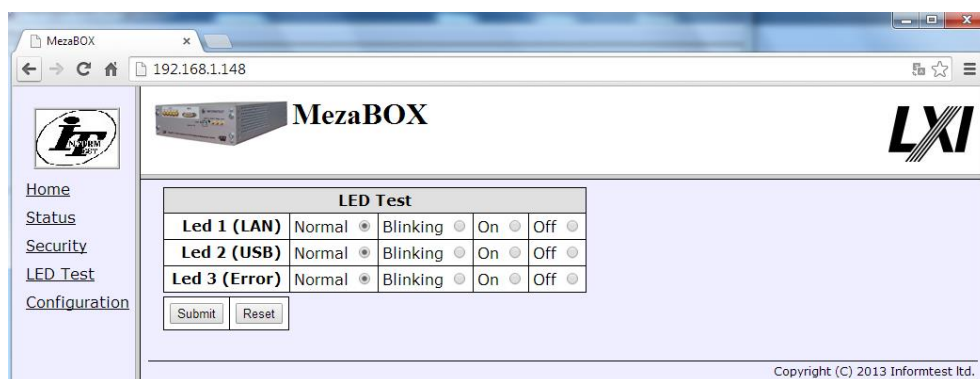 MezaBOX
192.168.1.148
INFORM
TEST
MezaBOX
LXI
Home
Status
Security
LED Test
Configuration
LED Test
Led 1 (LAN) Normal Blinking On Off
Led 2 (USB) Normal Blinking On Off
Led 3 (Error) Normal Blinking On Off
Submit Reset
Copyright (C) 2013 Informtest ltd.